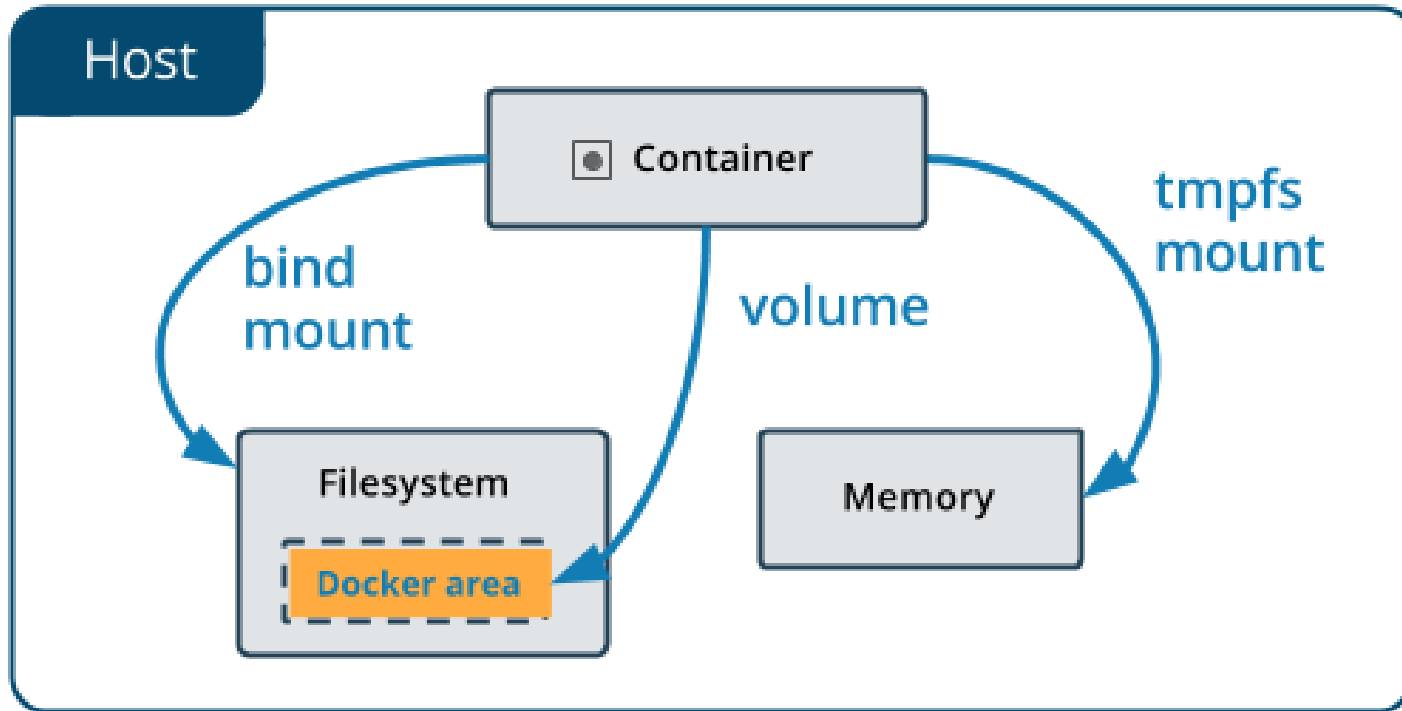 Host
Container
tmpfs
mount
bind
mount
volume
Filesystem
Memory
Docker area